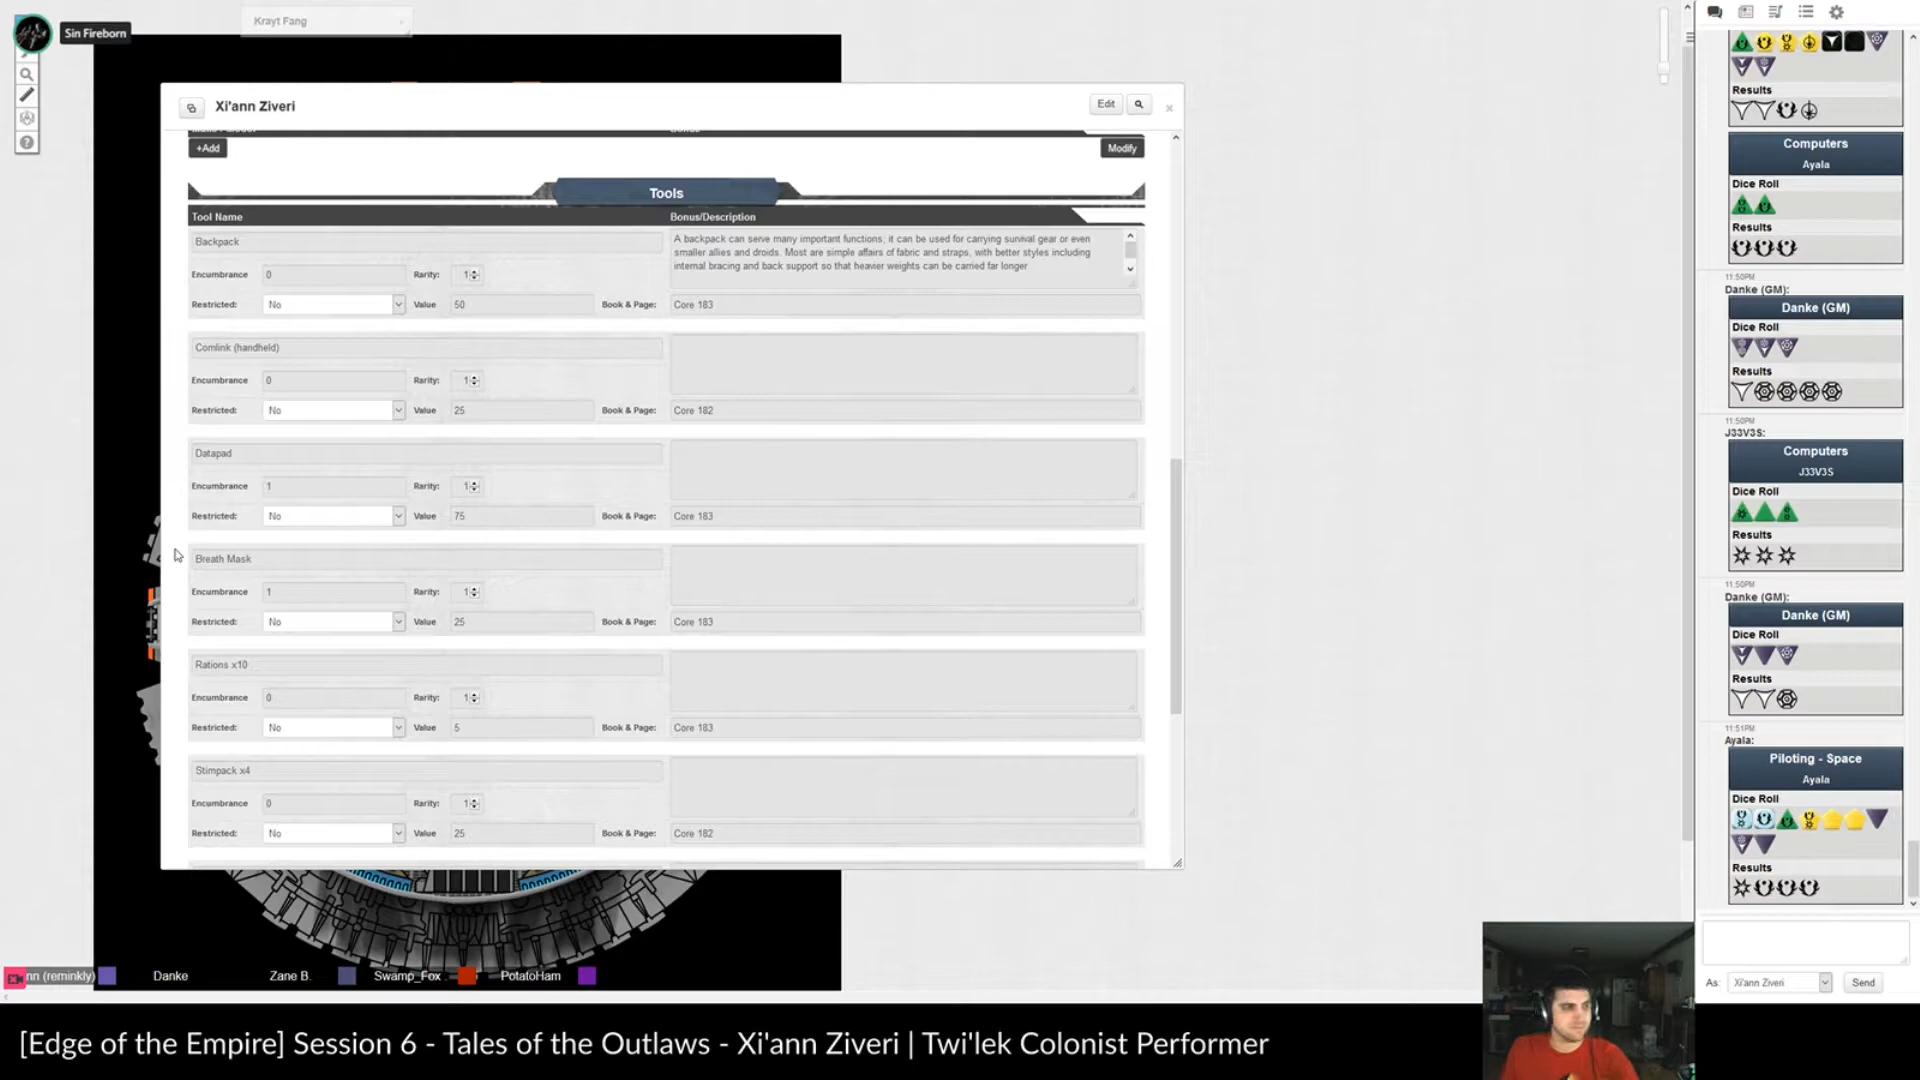 Krayt Fang
Sin Fireborn
Xi'ann Ziveri
Edit
+Add
Modify
Tools
Tool Name
Bonus/Description
Backpack
A backpack can serve many important functions; it can be used for carrying survival gear or even
smaller allies and droids. Most are simple affairs of fabric and straps, with better styles including
internal bracing and back support so that heavier weights can be carried far longer
Encumbrance 0 Rarity: 1
Restricted: No Value 50 Book & Page: Core 183
Comlink (handheld)
Encumbrance 0 Rarity: 1
Restricted: No Value 25 Book & Page: Core 182
Datapad
Encumbrance 1 Rarity: 1
Restricted: No Value 75 Book & Page: Core 183
Breath Mask
Encumbrance 1 Rarity: 1
Restricted: No Value 25 Book & Page: Core 183
Rations x10
Encumbrance 0 Rarity: 1
Restricted: No Value 5 Book & Page: Core 183
Stimpack x4
Encumbrance 0 Rarity: 1
Restricted: No Value 25 Book & Page: Core 182
nn (reminkly)
Danke
Zane B.
Swamp_Fox
PotatoHam
Results
Computers
Ayala
Dice Roll
Results
11:50PM
Danke (GM):
Danke (GM)
Dice Roll
Results
11:50PM
J33V3S:
Computers
J33V3S
Dice Roll
Results
11:50PM
Danke (GM):
Danke (GM)
Dice Roll
Results
11:51PM
Ayala:
Piloting - Space
Ayala
Dice Roll
Results
As: Xi'ann Ziveri Send
[Edge of the Empire] Session 6 - Tales of the Outlaws - Xi'ann Ziveri | Twi'lek Colonist Performer